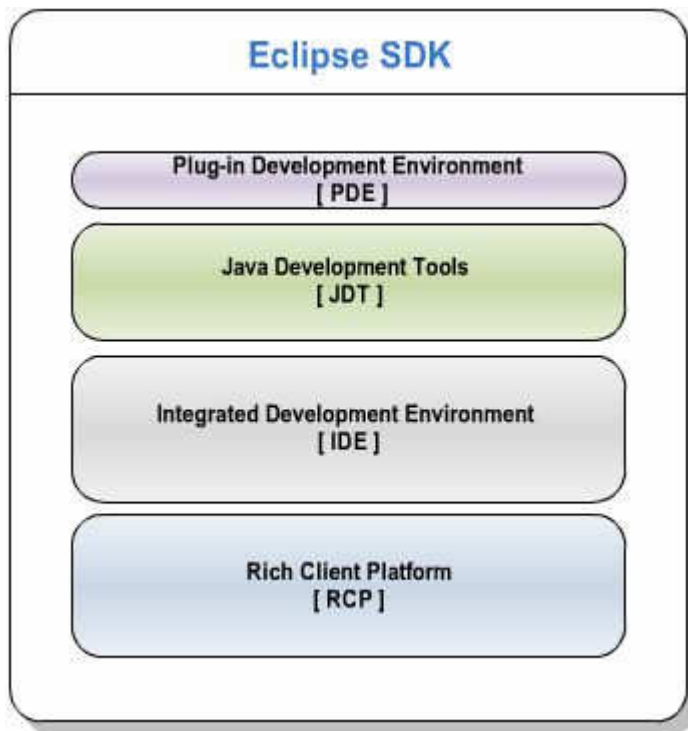 Eclipse SDK
Plug-in Development Environment
[ PDE ]
Java Development Tools
[ JDT ]
Integrated Development Environment
[ IDE ]
Rich Client Platform
[ RCP ]